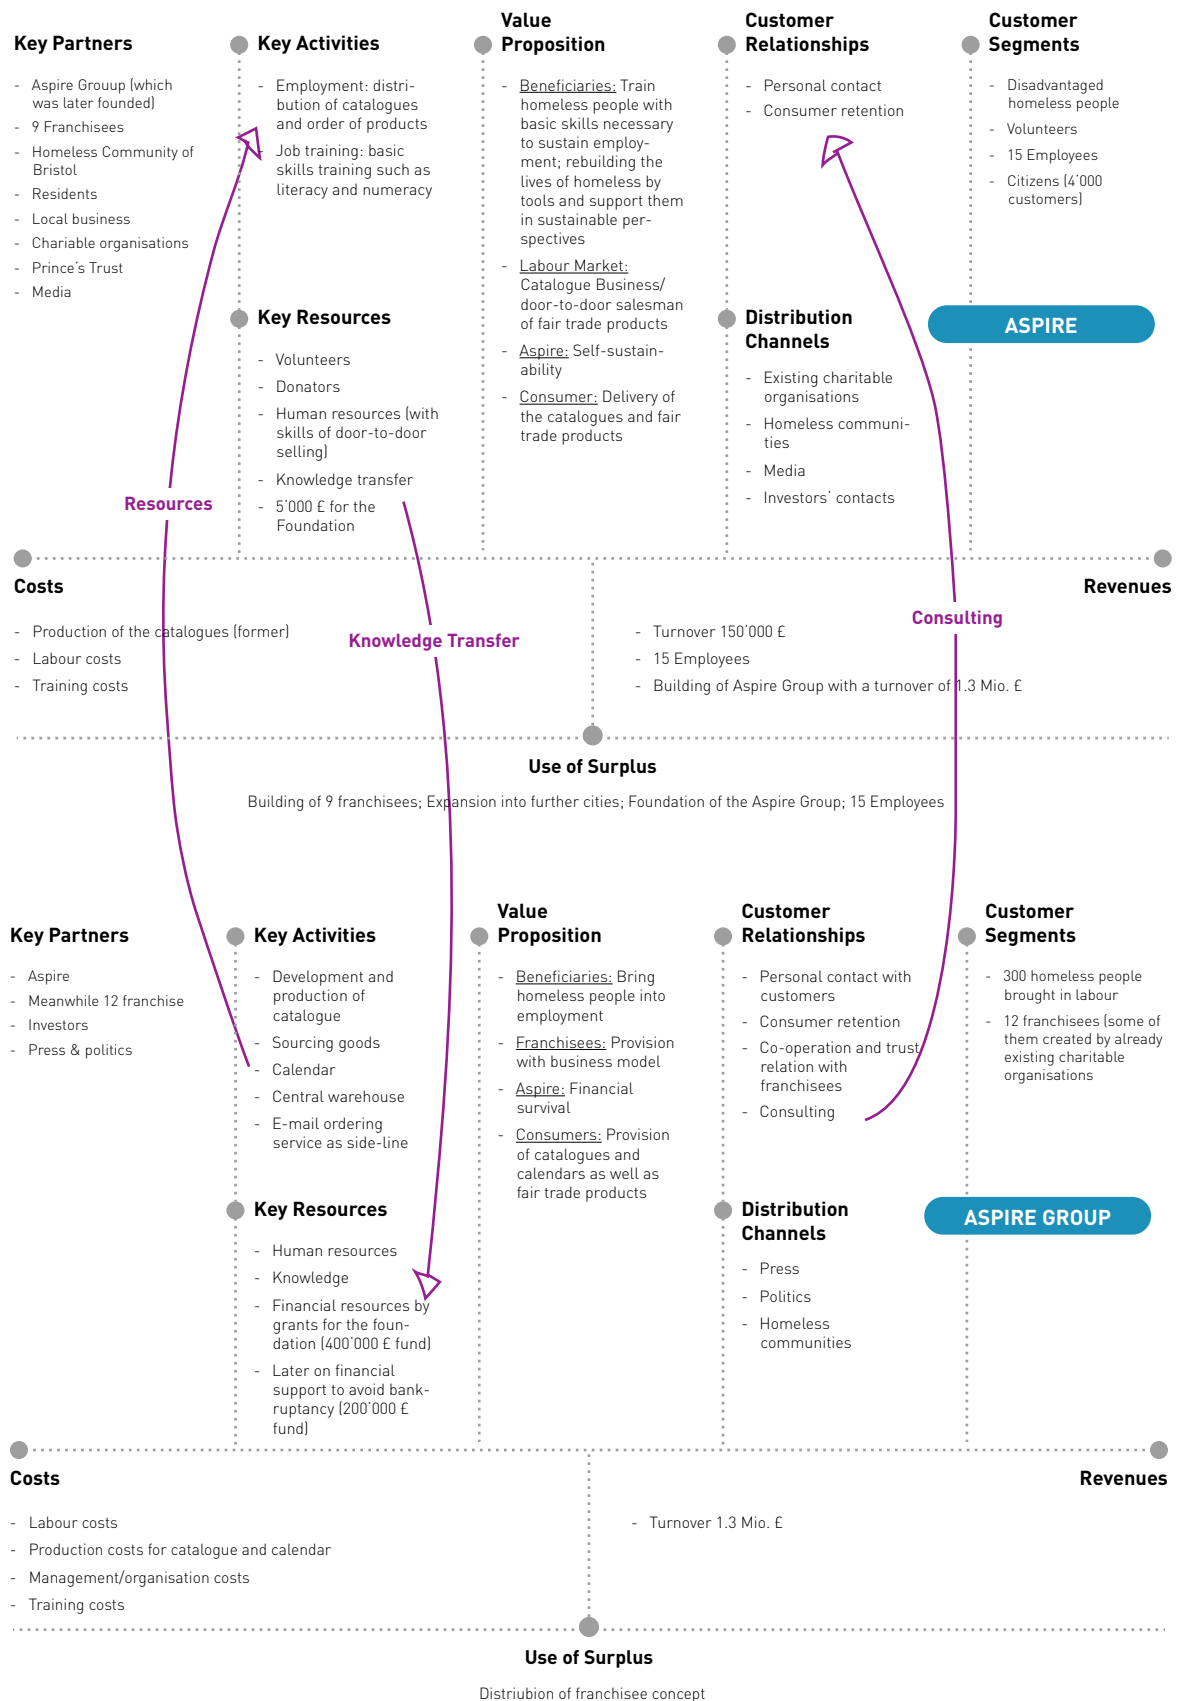 Key Partners
- Aspire Grouup (which
was later founded)
- 9 Franchisees
- Homeless Community of
Bristol
- Residents
- Local business
- Chariable organisations
- Prince's Trust
- Media
Key Activities
- Employment: distri-
bution of catalogues
and order of products
- Job training: basic
skills training such as
literacy and numeracy
Key Resources
- Volunteers
- Donators
- Human resources (with
skills of door-to-door
selling)
- Knowledge transfer
- 5'000 £ for the
Foundation
Value
Proposition
- Beneficiaries: Train
homeless people with
basic skills necessary
to sustain employ-
ment; rebuilding the
lives of homeless by
tools and support them
in sustainable per-
spectives
- Labour Market:
Catalogue Business/
door-to-door salesman
of fair trade products
- Aspire: Self-sustain-
ability
- Consumer: Delivery of
the catalogues and fair
trade products
Customer
Relationships
- Personal contact
- Consumer retention
Distribution
Channels
- Existing charitable
organisations
- Homeless communi-
ties
- Media
- Investors' contacts
Customer
Segments
- Disadvantaged
homeless people
- Volunteers
- 15 Employees
- Citizens (4'000
customers)
ASPIRE
Resources
Knowledge Transfer
Consulting
Costs
- Production of the catalogues (former)
- Labour costs
- Training costs
Revenues
- Turnover 150'000 £
- 15 Employees
- Building of Aspire Group with a turnover of 1.3 Mio. £
Use of Surplus
Building of 9 franchisees; Expansion into further cities; Foundation of the Aspire Group; 15 Employees
Key Partners
- Aspire
- Meanwhile 12 franchise
- Investors
- Press & politics
Key Activities
- Development and
production of
catalogue
- Sourcing goods
- Calendar
- Central warehouse
- E-mail ordering
service as side-line
Key Resources
- Human resources
- Knowledge
- Financial resources by
grants for the foun-
dation (400'000 £ fund)
- Later on financial
support to avoid bank-
ruptancy (200'000 £
fund)
Value
Proposition
- Beneficiaries: Bring
homeless people into
employment
- Franchisees: Provision
with business model
- Aspire: Financial
survival
- Consumers: Provision
of catalogues and
calendars as well as
fair trade products
Customer
Relationships
- Personal contact with
customers
- Consumer retention
- Co-operation and trust
relation with
franchisees
- Consulting
Distribution
Channels
- Press
- Politics
- Homeless
communities
Customer
Segments
- 300 homeless people
brought in labour
- 12 franchisees (some of
them created by already
existing charitable
organisations
ASPIRE GROUP
Costs
- Labour costs
- Production costs for catalogue and calendar
- Management/organisation costs
- Training costs
Revenues
- Turnover 1.3 Mio. £
Use of Surplus
Distriubion of franchisee concept